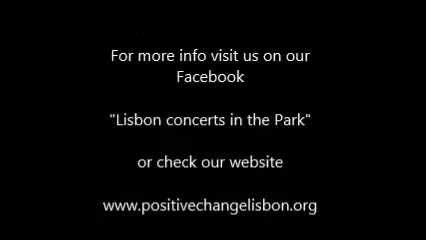 For more info visit us on our
Facebook
"Lisbon concerts in the Park"
or check our website
www.positivechangelisbon.org